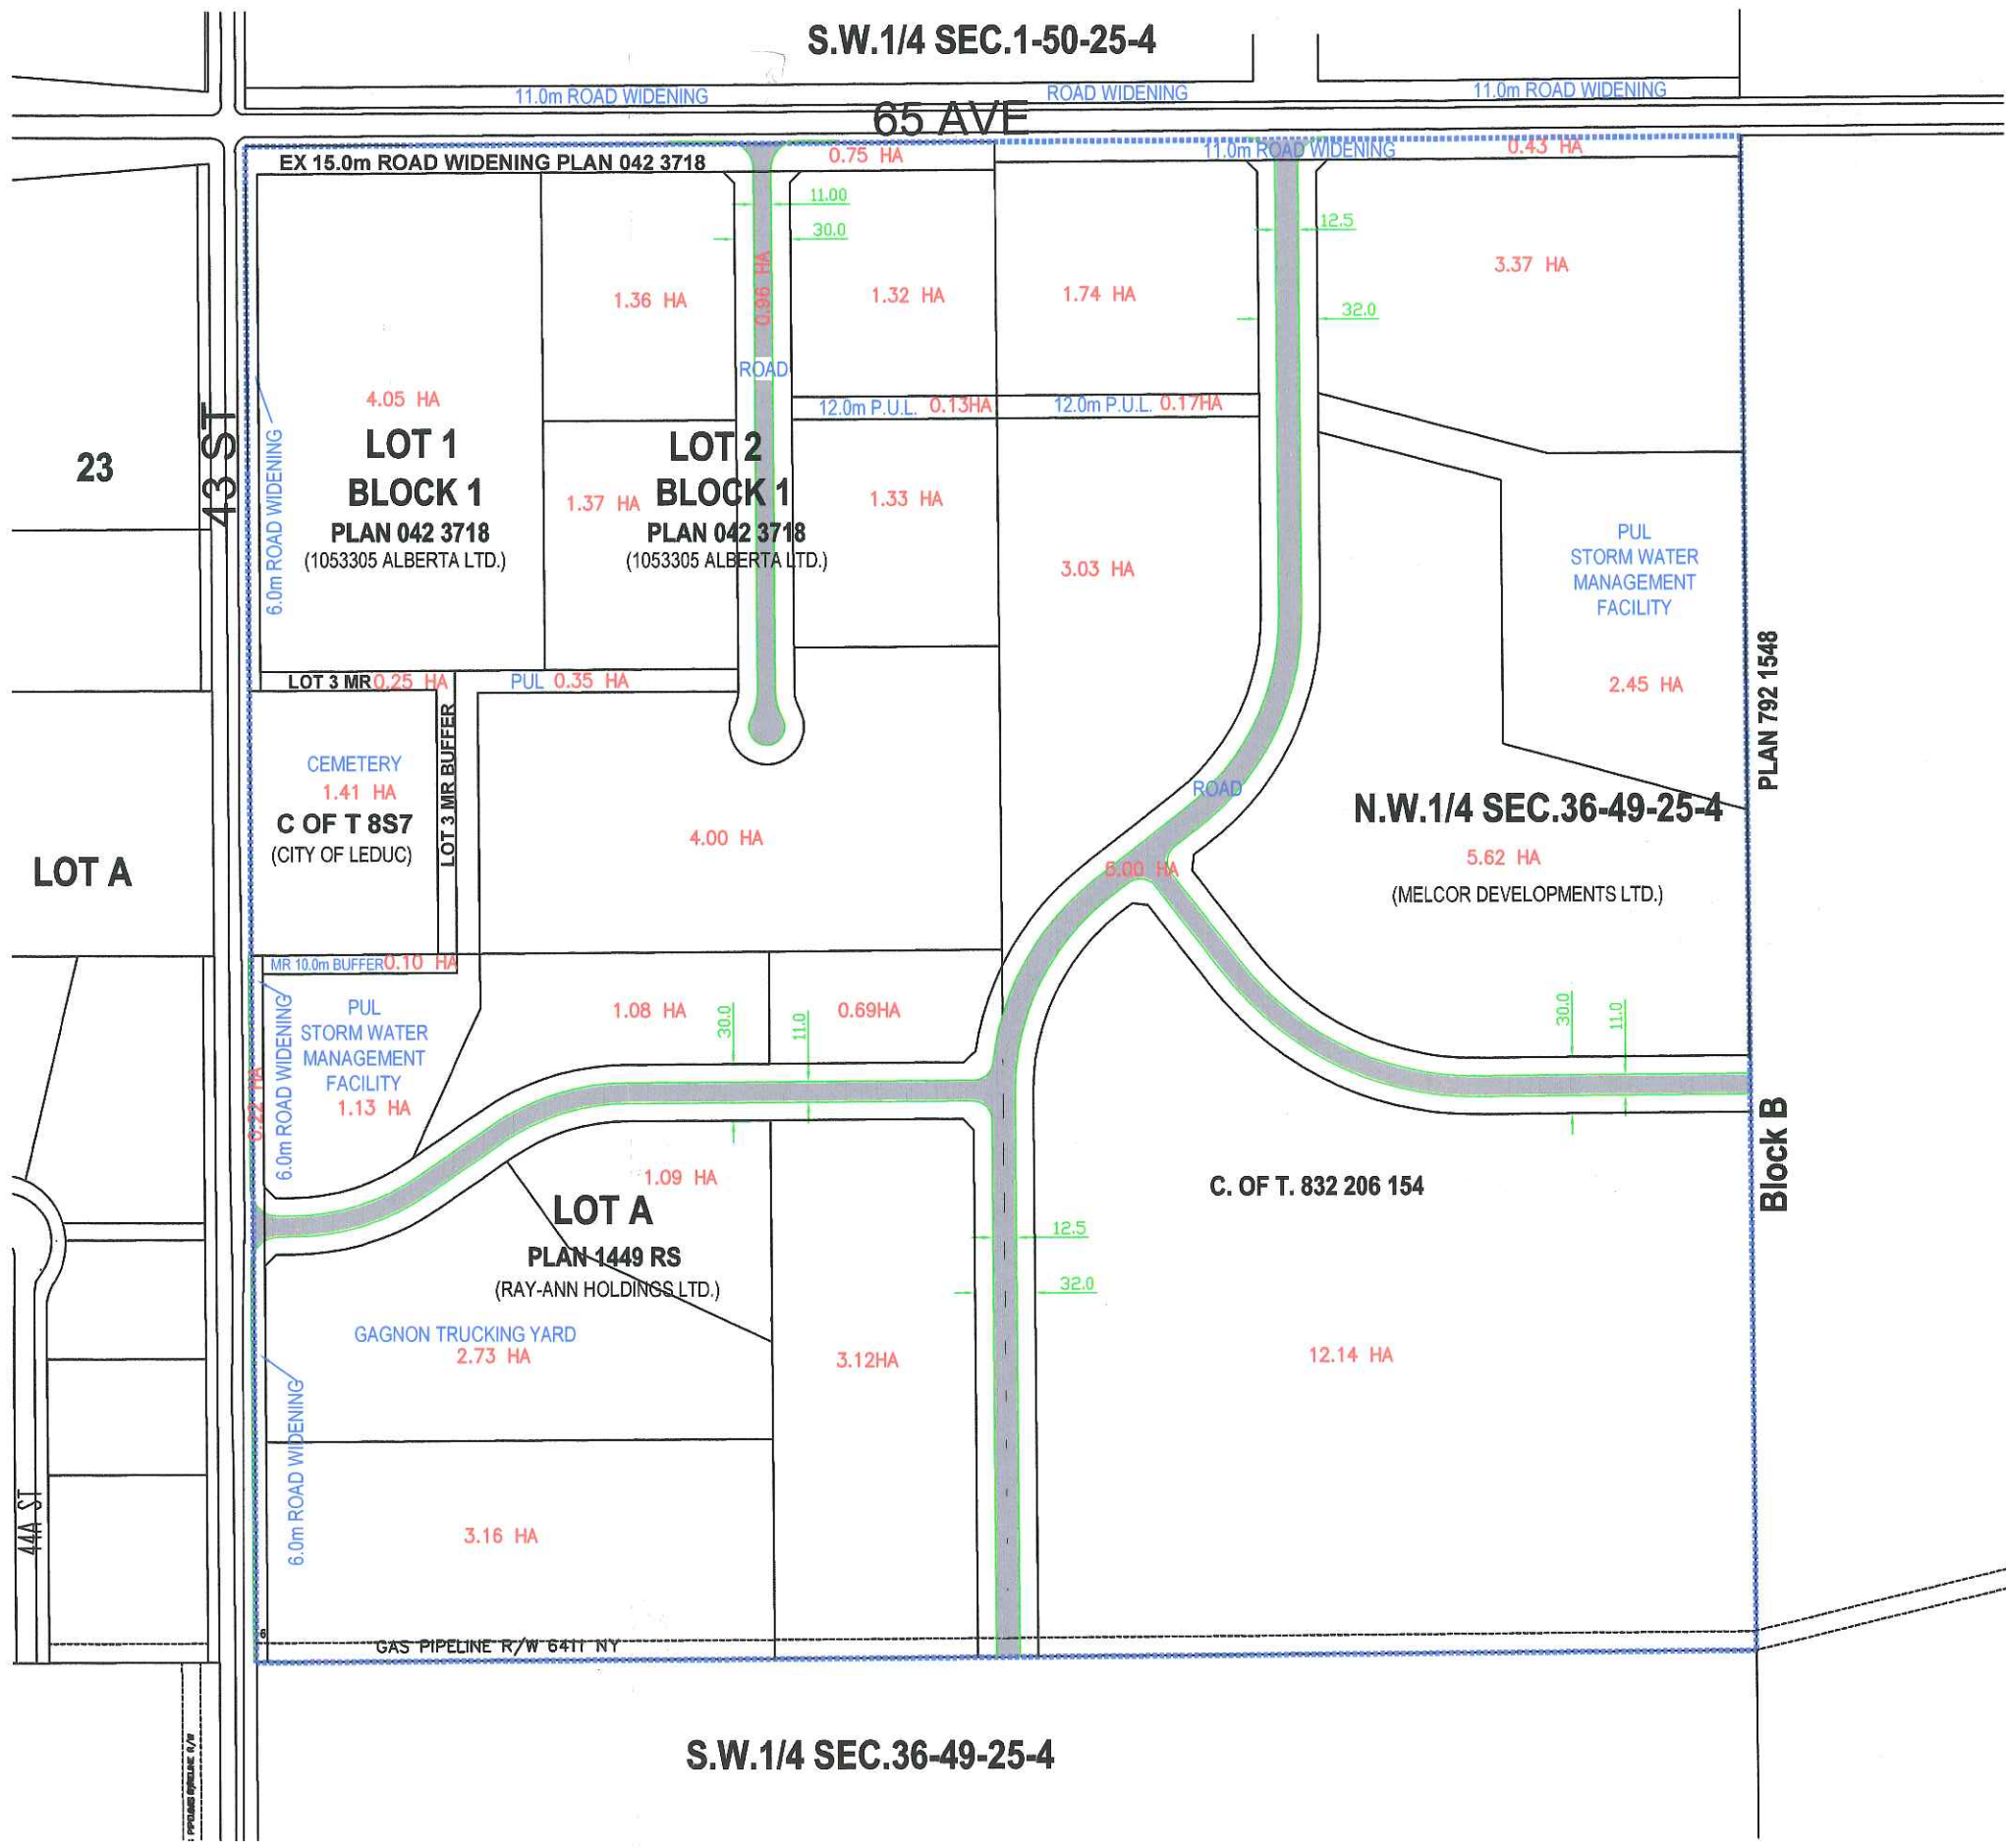 S.W.1/4 SEC.1-50-25-4
11.0m ROAD WIDENING
ROAD WIDENING
11.0m ROAD WIDENING
65 AVE
EX 15.0m ROAD WIDENING PLAN 042 3718
0.75 HA
11.0m ROAD WIDENING
0.43 HA
11.00
30.0
12.5
32.0
1.36 HA
0.96 HA
1.32 HA
1.74 HA
3.37 HA
ROAD
4.05 HA
LOT 1
BLOCK 1
PLAN 042 3718
(1053305 ALBERTA LTD.)
12.0m P.U.L. 0.13HA
12.0m P.U.L. 0.17HA
23
43 ST
6.0m ROAD WIDENING
LOT 2
BLOCK 1
PLAN 042 3718
(1053305 ALBERTA LTD.)
1.37 HA
1.33 HA
3.03 HA
PUL
STORM WATER
MANAGEMENT
FACILITY
2.45 HA
PLAN 792 1548
LOT 3 MR 0.25 HA
PUL 0.35 HA
LOT 3 MR BUFFER
CEMETERY
1.41 HA
C OF T 8S7
(CITY OF LEDUC)
LOT A
4.00 HA
ROAD
N.W.1/4 SEC.36-49-25-4
5.62 HA
(MELCOR DEVELOPMENTS LTD.)
MR 10.0m BUFFER 0.10 HA
6.0m ROAD WIDENING
0.22 HA
PUL
STORM WATER
MANAGEMENT
FACILITY
1.13 HA
1.08 HA
30.0
11.0
0.69HA
30.0
11.0
Block B
1.09 HA
LOT A
PLAN 1449 RS
(RAY-ANN HOLDINGS LTD.)
C. OF T. 832 206 154
12.5
32.0
GAGNON TRUCKING YARD
2.73 HA
3.12HA
12.14 HA
6.0m ROAD WIDENING
44A ST
3.16 HA
6
GAS PIPELINE R/W 6411 NY
S.W.1/4 SEC.36-49-25-4